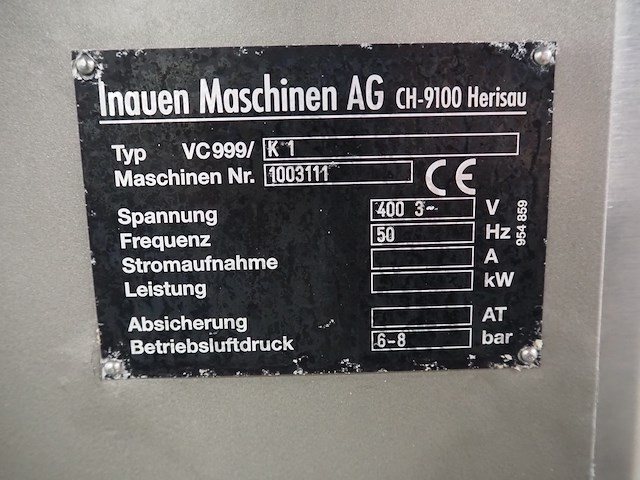 Inauen Maschinen AG CH-9100 Herisau
Typ VC999/ K 1
Maschinen Nr. 1003111
CE
Spannung 400 3~ V
Frequenz 50 Hz
Stromaufnahme A
Leistung kW
954 859
Absicherung AT
Betriebsluftdruck 6-8 bar